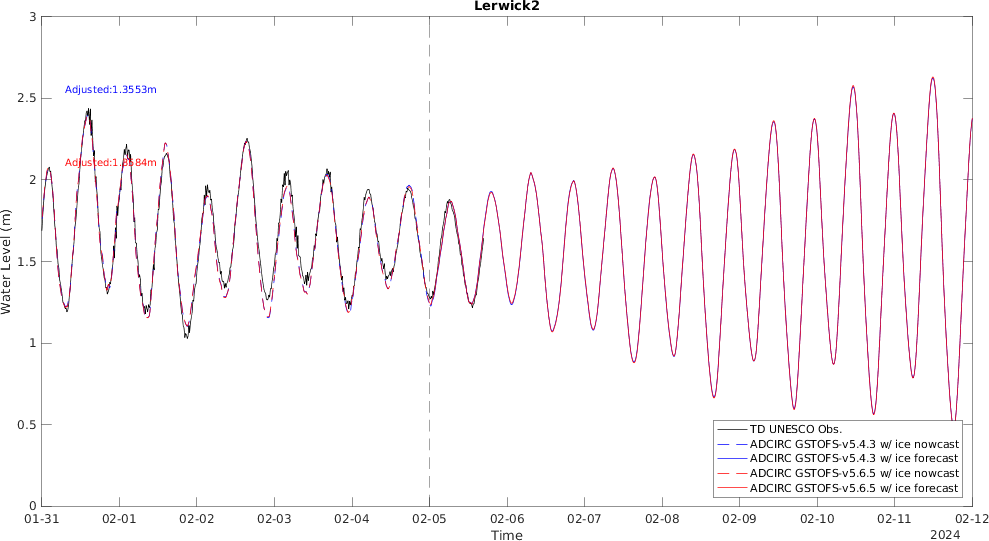 Lerwick2
3
2.5
2
1.5
1
0.5
0
Water Level (m)
Adjusted:1.3553m
Adjusted:1.3584m
01-31
02-01
02-02
02-03
02-04
02-05
02-06
02-07
02-08
02-09
02-10
02-11
02-12
Time
2024
TD UNESCO Obs.
ADCIRC GSTOFS-v5.4.3 w/ ice nowcast
ADCIRC GSTOFS-v5.4.3 w/ ice forecast
ADCIRC GSTOFS-v5.6.5 w/ ice nowcast
ADCIRC GSTOFS-v5.6.5 w/ ice forecast